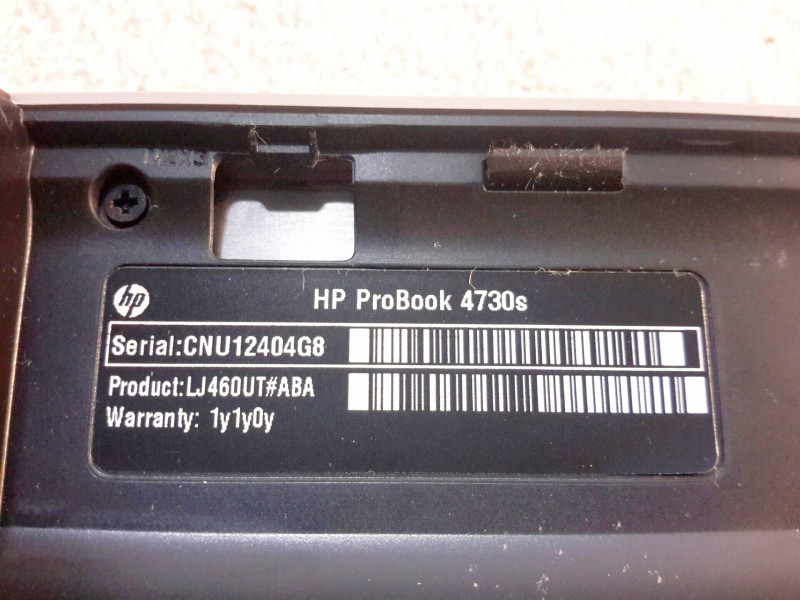 hp
HP ProBook 4730s
Serial:CNU12404G8
Product:LJ460UT#ABA
Warranty: 1y1y0y